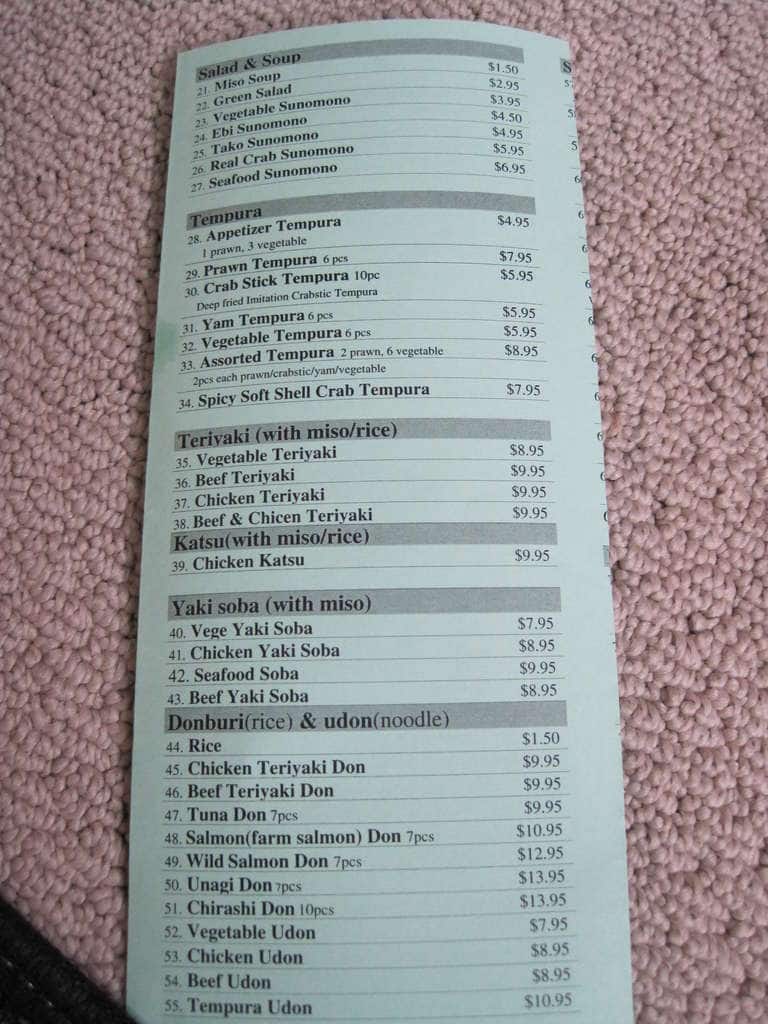 Salad & Soup
21. Miso Soup $1.50
22. Green Salad $2.95
23. Vegetable Sunomono $3.95
24. Ebi Sunomono $4.50
25. Tako Sunomono $4.95
26. Real Crab Sunomono $5.95
27. Seafood Sunomono $6.95
Tempura
28. Appetizer Tempura $4.95
1 prawn, 3 vegetable
29. Prawn Tempura 6 pcs $7.95
30. Crab Stick Tempura 10pc $5.95
Deep fried Imitation Crabstic Tempura
31. Yam Tempura 6 pcs $5.95
32. Vegetable Tempura 6 pcs $5.95
33. Assorted Tempura 2 prawn, 6 vegetable $8.95
2pcs each prawn/crabstic/yam/vegetable
34. Spicy Soft Shell Crab Tempura $7.95
Teriyaki (with miso/rice)
35. Vegetable Teriyaki $8.95
36. Beef Teriyaki $9.95
37. Chicken Teriyaki $9.95
38. Beef & Chicen Teriyaki $9.95
Katsu(with miso/rice)
39. Chicken Katsu $9.95
Yaki soba (with miso)
40. Vege Yaki Soba $7.95
41. Chicken Yaki Soba $8.95
42. Seafood Soba $9.95
43. Beef Yaki Soba $8.95
Donburi(rice) & udon(noodle)
44. Rice $1.50
45. Chicken Teriyaki Don $9.95
46. Beef Teriyaki Don $9.95
47. Tuna Don 7pcs $9.95
48. Salmon(farm salmon) Don 7pcs $10.95
49. Wild Salmon Don 7pcs $12.95
50. Unagi Don 7pcs $13.95
51. Chirashi Don 10pcs $13.95
52. Vegetable Udon $7.95
53. Chicken Udon $8.95
54. Beef Udon $8.95
55. Tempura Udon $10.95